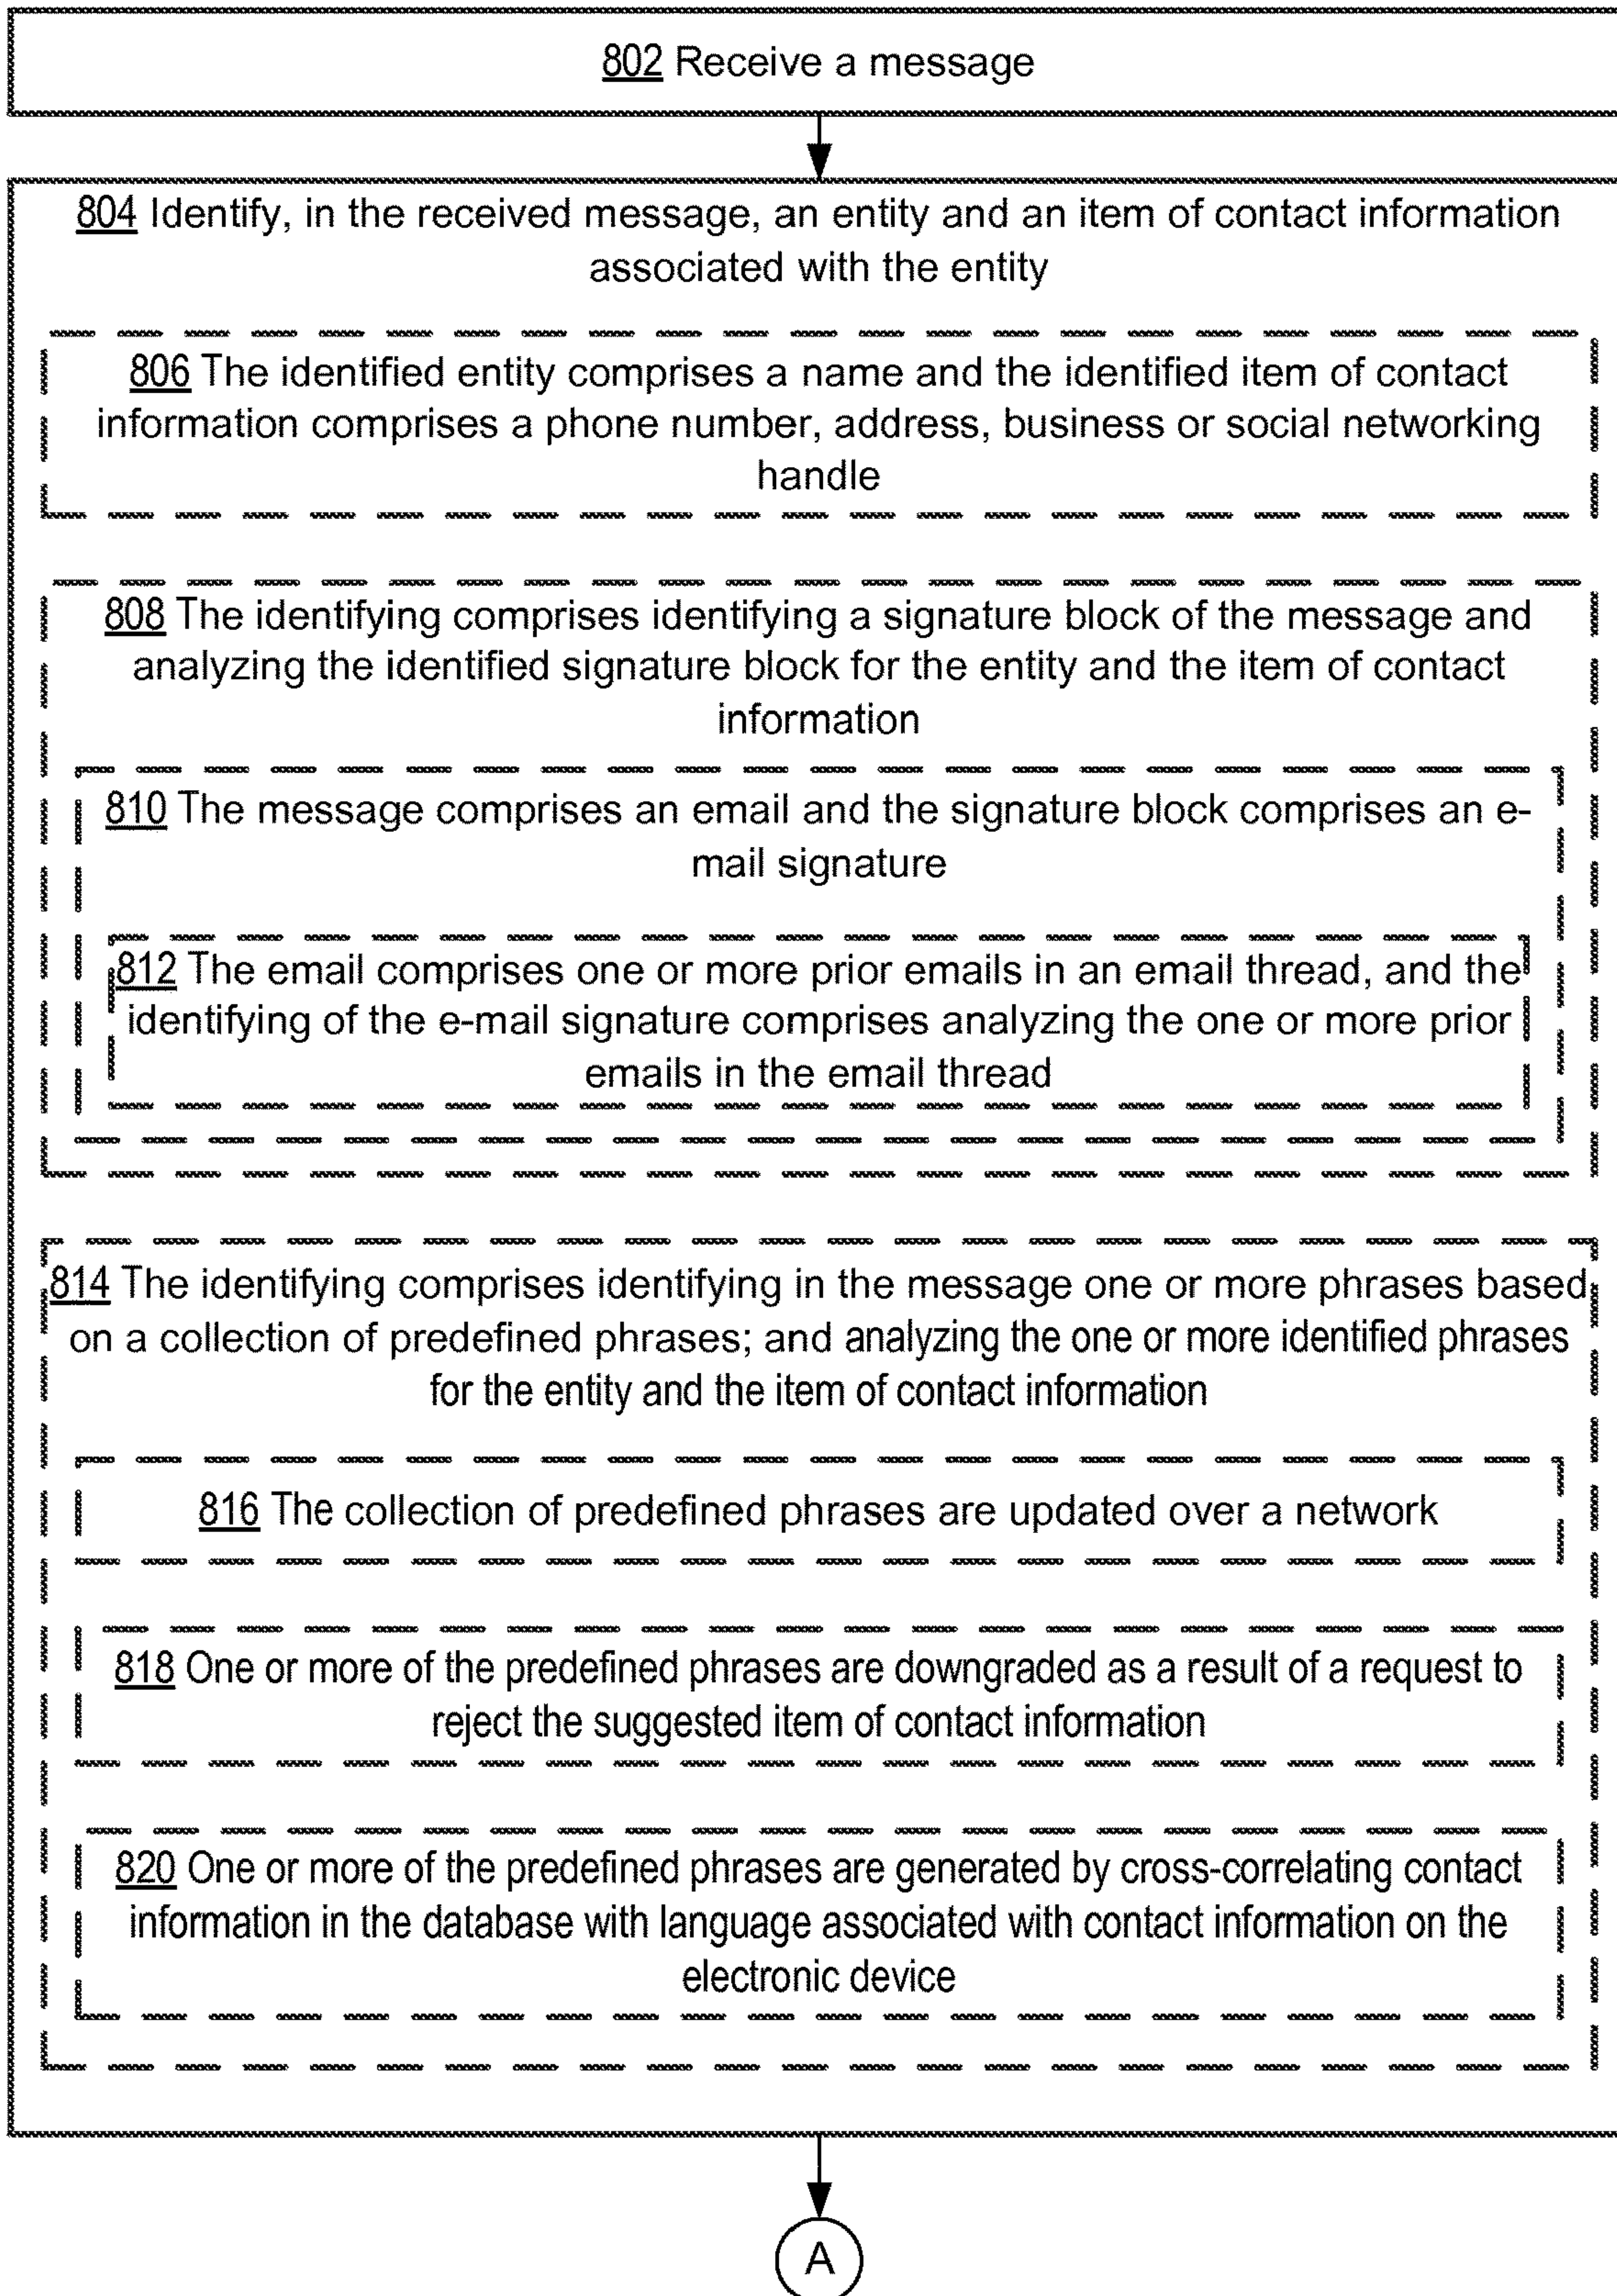 802 Receive a message
804 Identify, in the received message, an entity and an item of contact information
associated with the entity
806 The identified entity comprises a name and the identified item of contact
information comprises a phone number, address, business or social networking
handle
808 The identifying comprises identifying a signature block of the message and
analyzing the identified signature block for the entity and the item of contact
information
810 The message comprises an email and the signature block comprises an e-
mail signature
812 The email comprises one or more prior emails in an email thread, and the
identifying of the e-mail signature comprises analyzing the one or more prior
emails in the email thread
814 The identifying comprises identifying in the message one or more phrases based
on a collection of predefined phrases; and analyzing the one or more identified phrases
for the entity and the item of contact information
816 The collection of predefined phrases are updated over a network
818 One or more of the predefined phrases are downgraded as a result of a request to
reject the suggested item of contact information
820 One or more of the predefined phrases are generated by cross-correlating contact
information in the database with language associated with contact information on the
electronic device
A